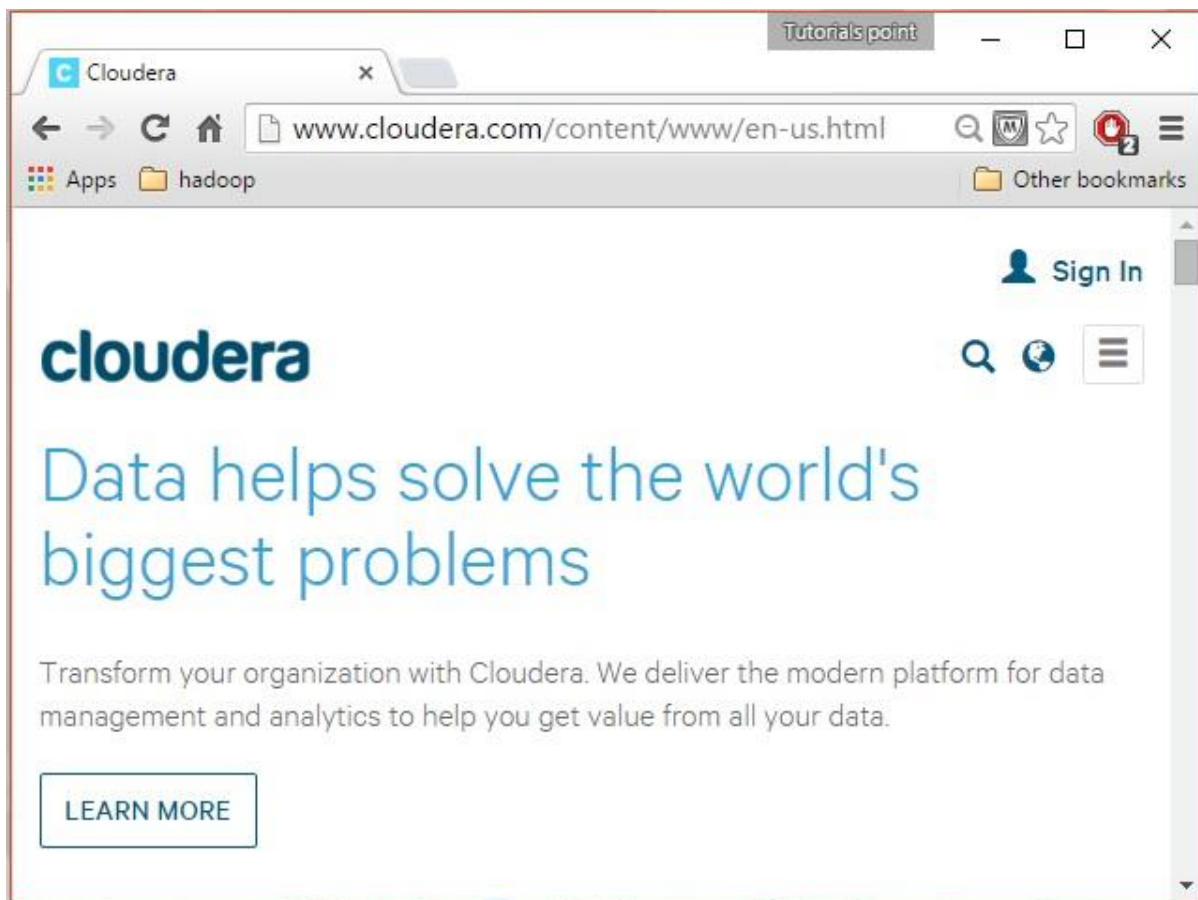 Tutorials point
C Cloudera
www.cloudera.com/content/www/en-us.html
M
2
Apps hadoop Other bookmarks
Sign In
cloudera
Data helps solve the world's
biggest problems
Transform your organization with Cloudera. We deliver the modern platform for data
management and analytics to help you get value from all your data.
LEARN MORE